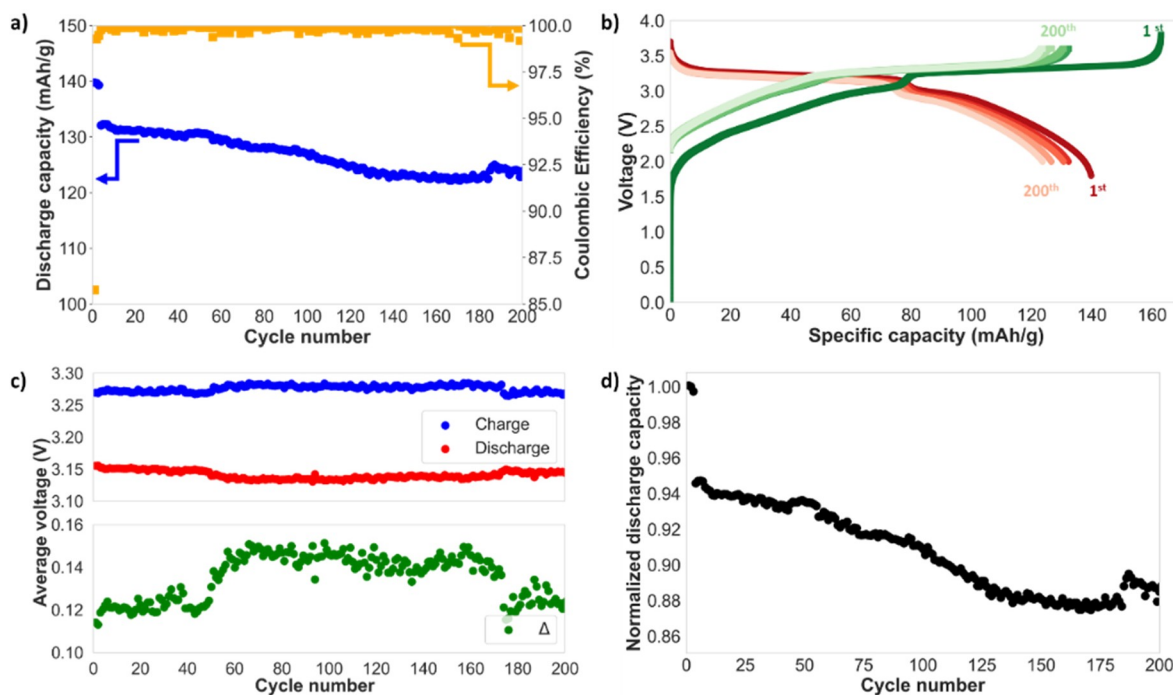 a)
150
140
130
120
110
100
Discharge capacity (mAh/g)
100.0
97.5
95.0
92.5
90.0
87.5
85.0
Coulombic Efficiency (%)
0 20 40 60 80 100 120 140 160 180 200
Cycle number
b)
4.0
3.5
3.0
2.5
2.0
1.5
1.0
0.5
0.0
Voltage (V)
200th
1st
200th
1st
0 20 40 60 80 100 120 140 160
Specific capacity (mAh/g)
c)
3.30
3.25
3.20
3.15
3.10
Charge
Discharge
Average voltage (V)
0.16
0.14
0.12
0.10
Δ
0 20 40 60 80 100 120 140 160 180 200
Cycle number
d)
1.00
0.98
0.96
0.94
0.92
0.90
0.88
0.86
Normalized discharge capacity
0 25 50 75 100 125 150 175 200
Cycle number